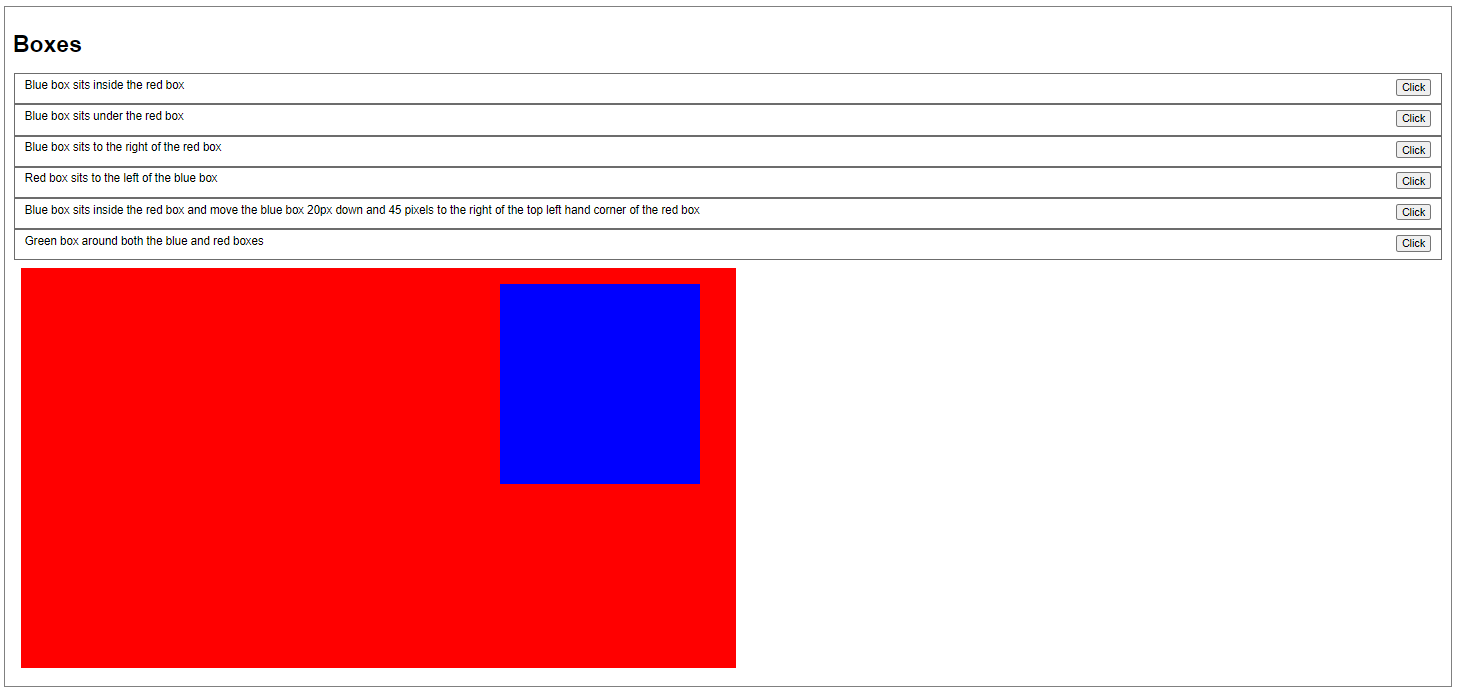 Boxes
Blue box sits inside the red box Click
Blue box sits under the red box Click
Blue box sits to the right of the red box Click
Red box sits to the left of the blue box Click
Blue box sits inside the red box and move the blue box 20px down and 45 pixels to the right of the top left hand corner of the red box Click
Green box around both the blue and red boxes Click